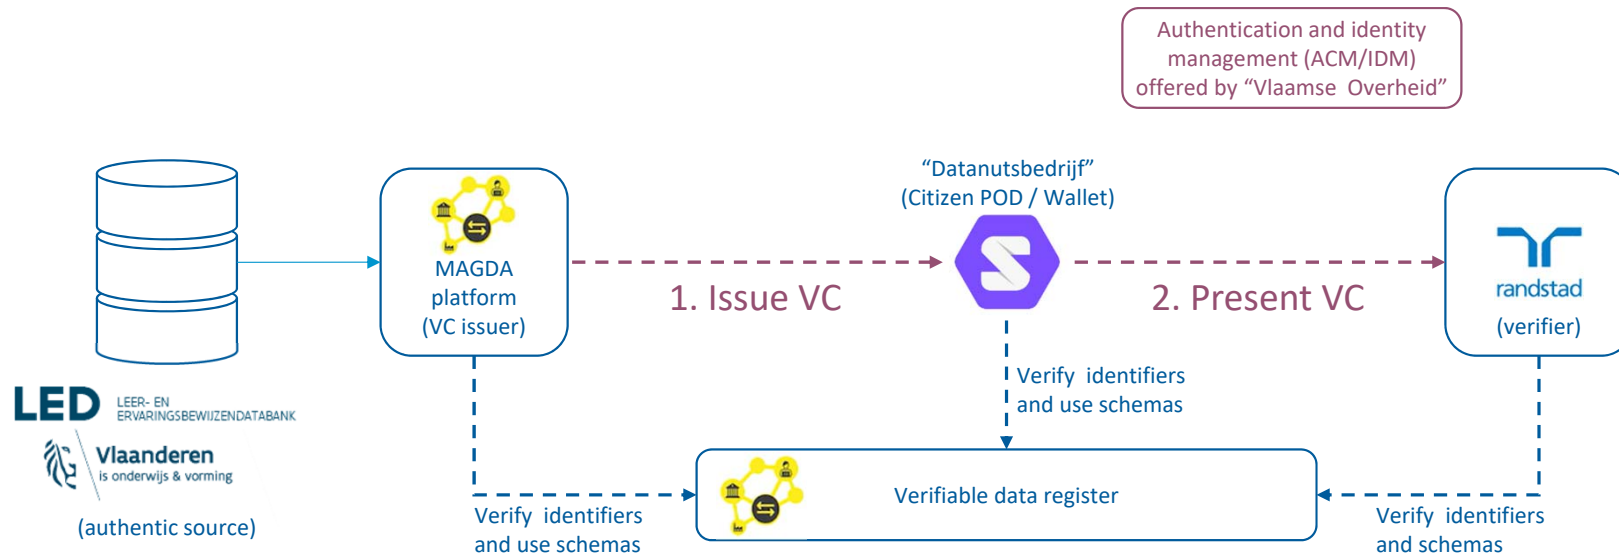 Authentication and identity
management (ACM/IDM)
offered by “Vlaamse Overheid”
“Datanutsbedrijf”
(Citizen POD / Wallet)
MAGDA
platform
(VC issuer)
1. Issue VC
2. Present VC
randstad
(verifier)
Verify identifiers
and use schemas
LED
LEER- EN
ERVARINGSBEWIJZENDATABANK
Vlaanderen
is onderwijs & vorming
(authentic source)
Verifiable data register
Verify identifiers
and use schemas
Verify identifiers
and schemas